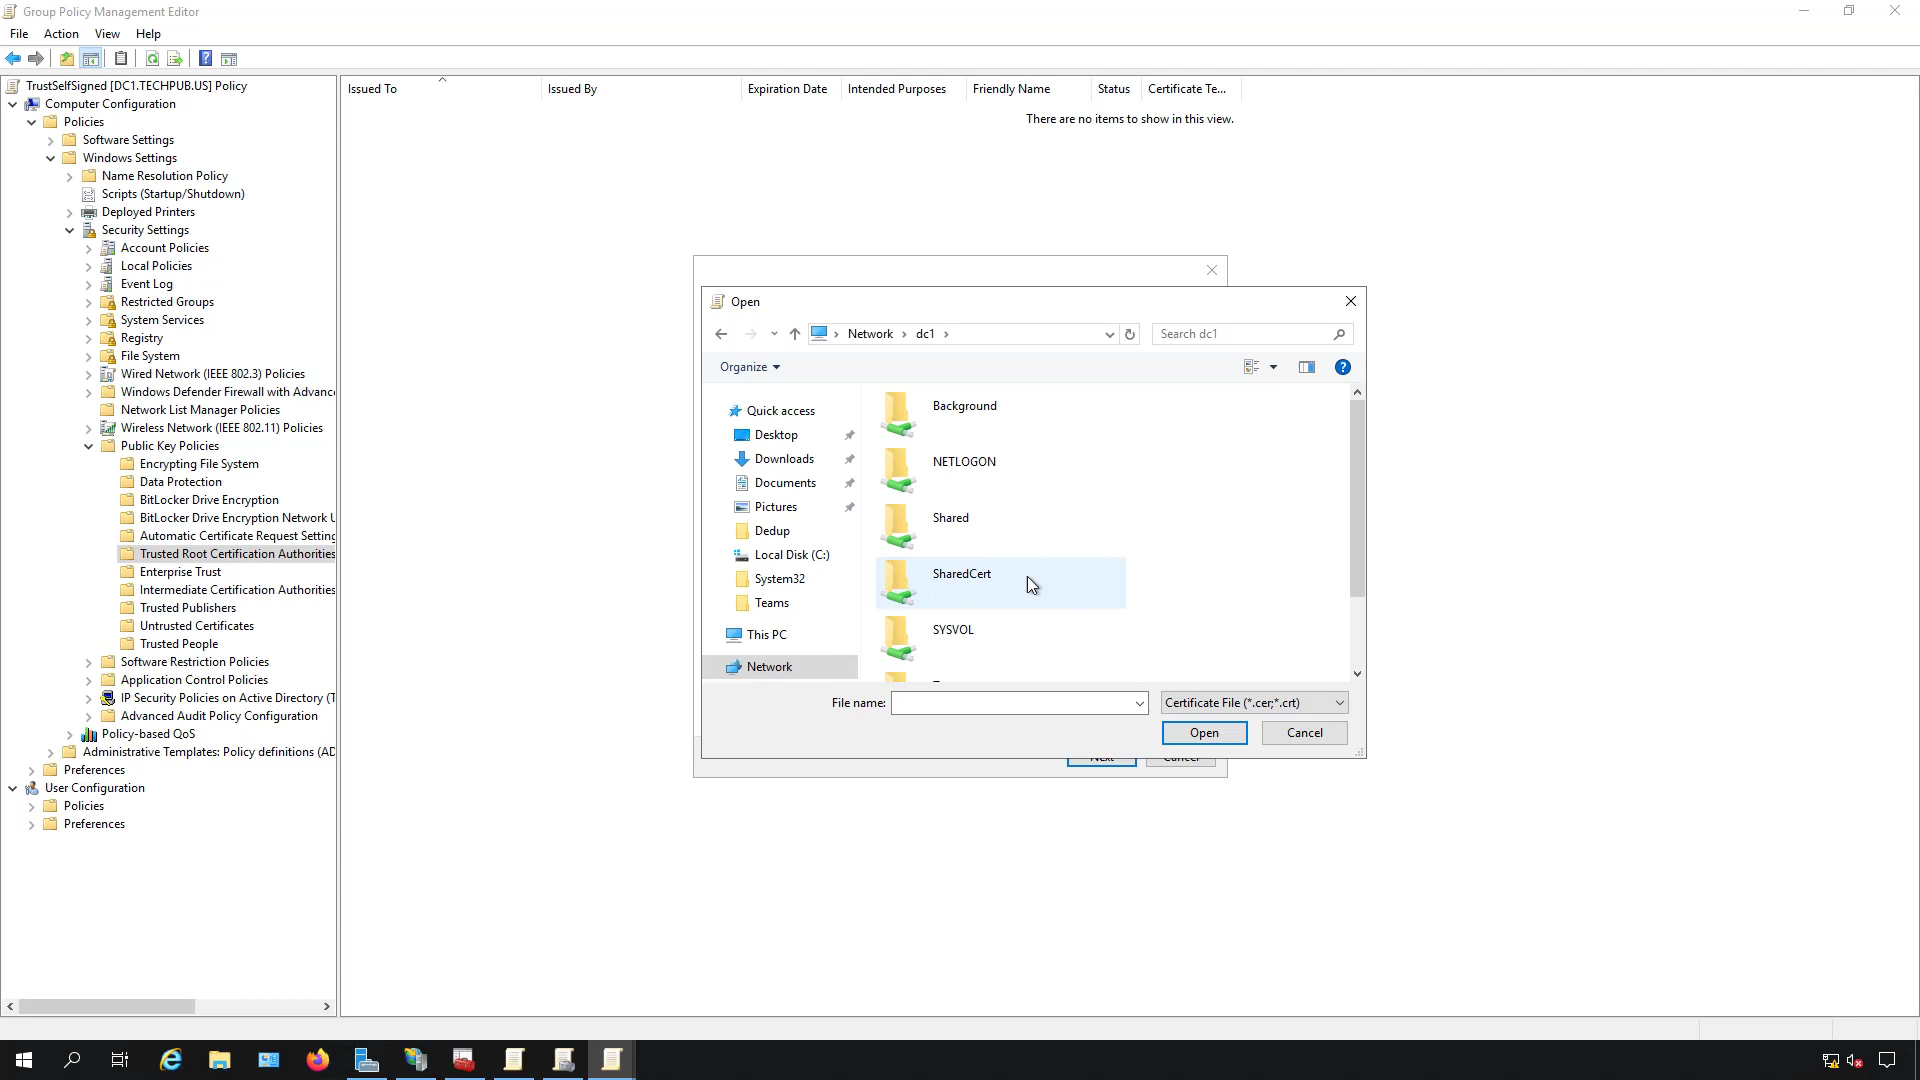 Group Policy Management Editor
File Action View Help
TrustSelfSigned [DC1.TECHPUB.US] Policy
Computer Configuration
Policies
Software Settings
Windows Settings
Name Resolution Policy
Scripts (Startup/Shutdown)
Deployed Printers
Security Settings
Account Policies
Local Policies
Event Log
Restricted Groups
System Services
Registry
File System
Wired Network (IEEE 802.3) Policies
Windows Defender Firewall with Advanc
Network List Manager Policies
Wireless Network (IEEE 802.11) Policies
Public Key Policies
Encrypting File System
Data Protection
BitLocker Drive Encryption
BitLocker Drive Encryption Network U
Automatic Certificate Request Setting
Trusted Root Certification Authorities
Enterprise Trust
Intermediate Certification Authorities
Trusted Publishers
Untrusted Certificates
Trusted People
Software Restriction Policies
Application Control Policies
IP Security Policies on Active Directory (T
Advanced Audit Policy Configuration
Policy-based QoS
Administrative Templates: Policy definitions (AD
Preferences
User Configuration
Policies
Preferences
Issued To Issued By Expiration Date Intended Purposes Friendly Name Status Certificate Te...
There are no items to show in this view.
Open
Network dc1
Search dc1
Organize
Quick access
Desktop
Downloads
Documents
Pictures
Dedup
Local Disk (C:)
System32
Teams
This PC
Network
Background
NETLOGON
Shared
SharedCert
SYSVOL
File name:
Certificate File (*.cer;*.crt)
Open Cancel
Next Cancel